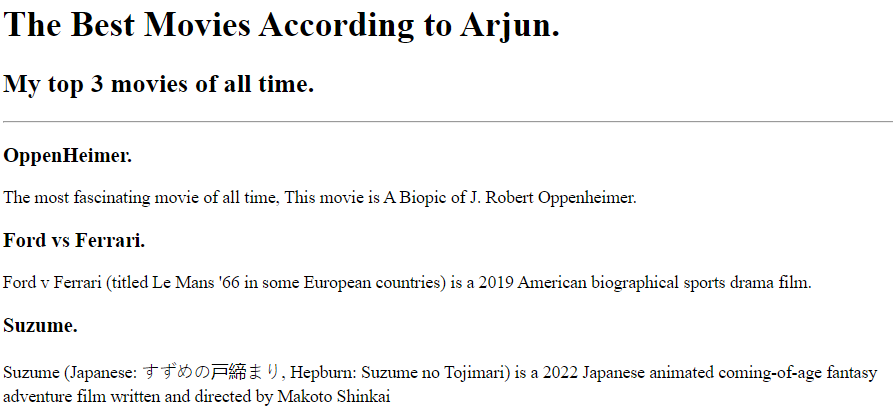 The Best Movies According to Arjun.
My top 3 movies of all time.
OppenHeimer.
The most fascinating movie of all time, This movie is A Biopic of J. Robert Oppenheimer.
Ford vs Ferrari.
Ford v Ferrari (titled Le Mans '66 in some European countries) is a 2019 American biographical sports drama film.
Suzume.
Suzume (Japanese: すずめの戸締まり, Hepburn: Suzume no Tojimari) is a 2022 Japanese animated coming-of-age fantasy
adventure film written and directed by Makoto Shinkai